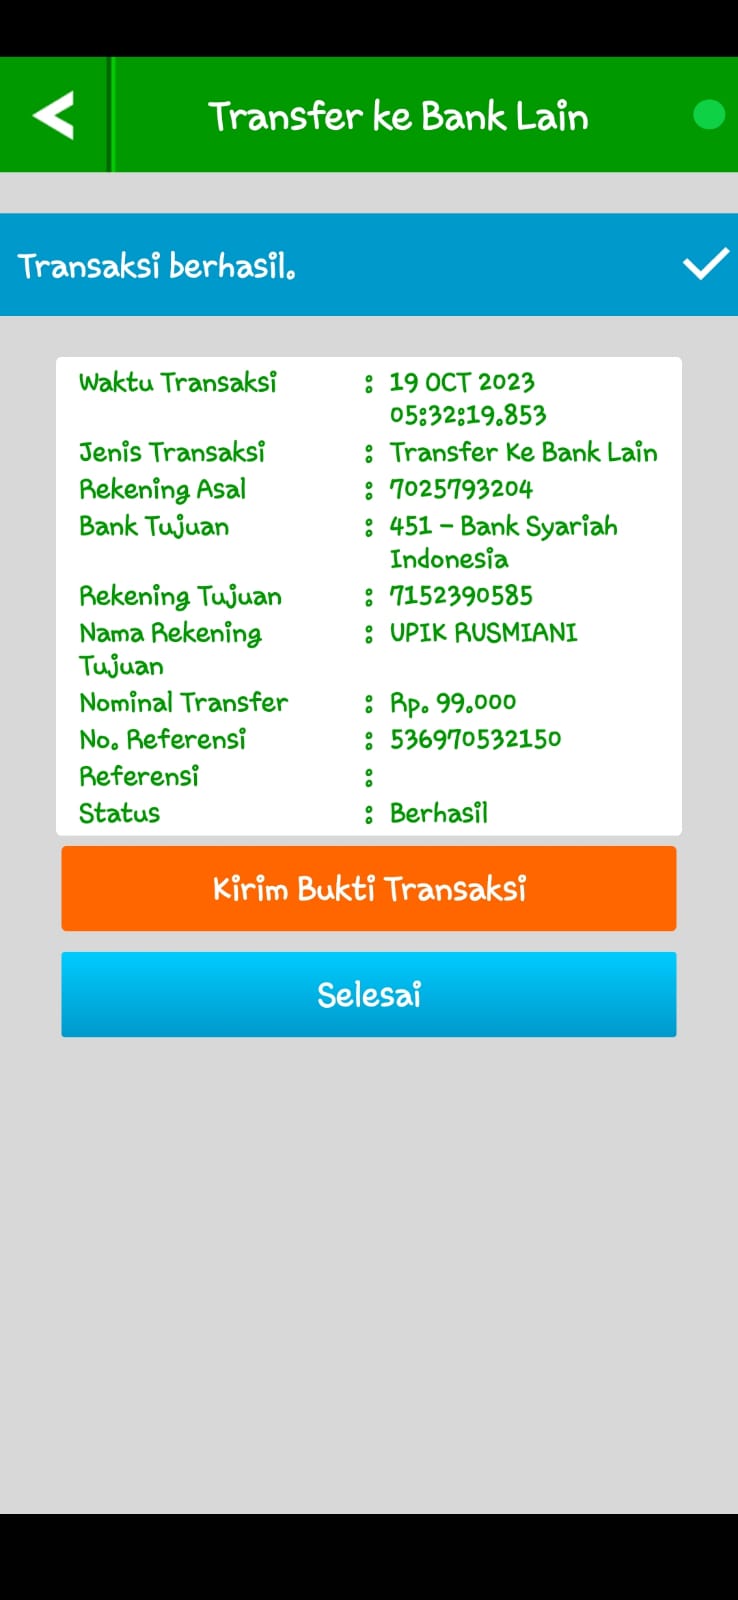 Transfer ke Bank Lain
Transaksi berhasil.
Waktu Transaksi : 19 OCT 2023
05:32:19.853
Jenis Transaksi : Transfer Ke Bank Lain
Rekening Asal : 7025793204
Bank Tujuan : 451 - Bank Syariah
Indonesia
Rekening Tujuan : 7152390585
Nama Rekening : UPIK RUSMIANI
Tujuan
Nominal Transfer : Rp. 99.000
No. Referensi : 536970532150
Referensi :
Status : Berhasil
Kirim Bukti Transaksi
Selesai